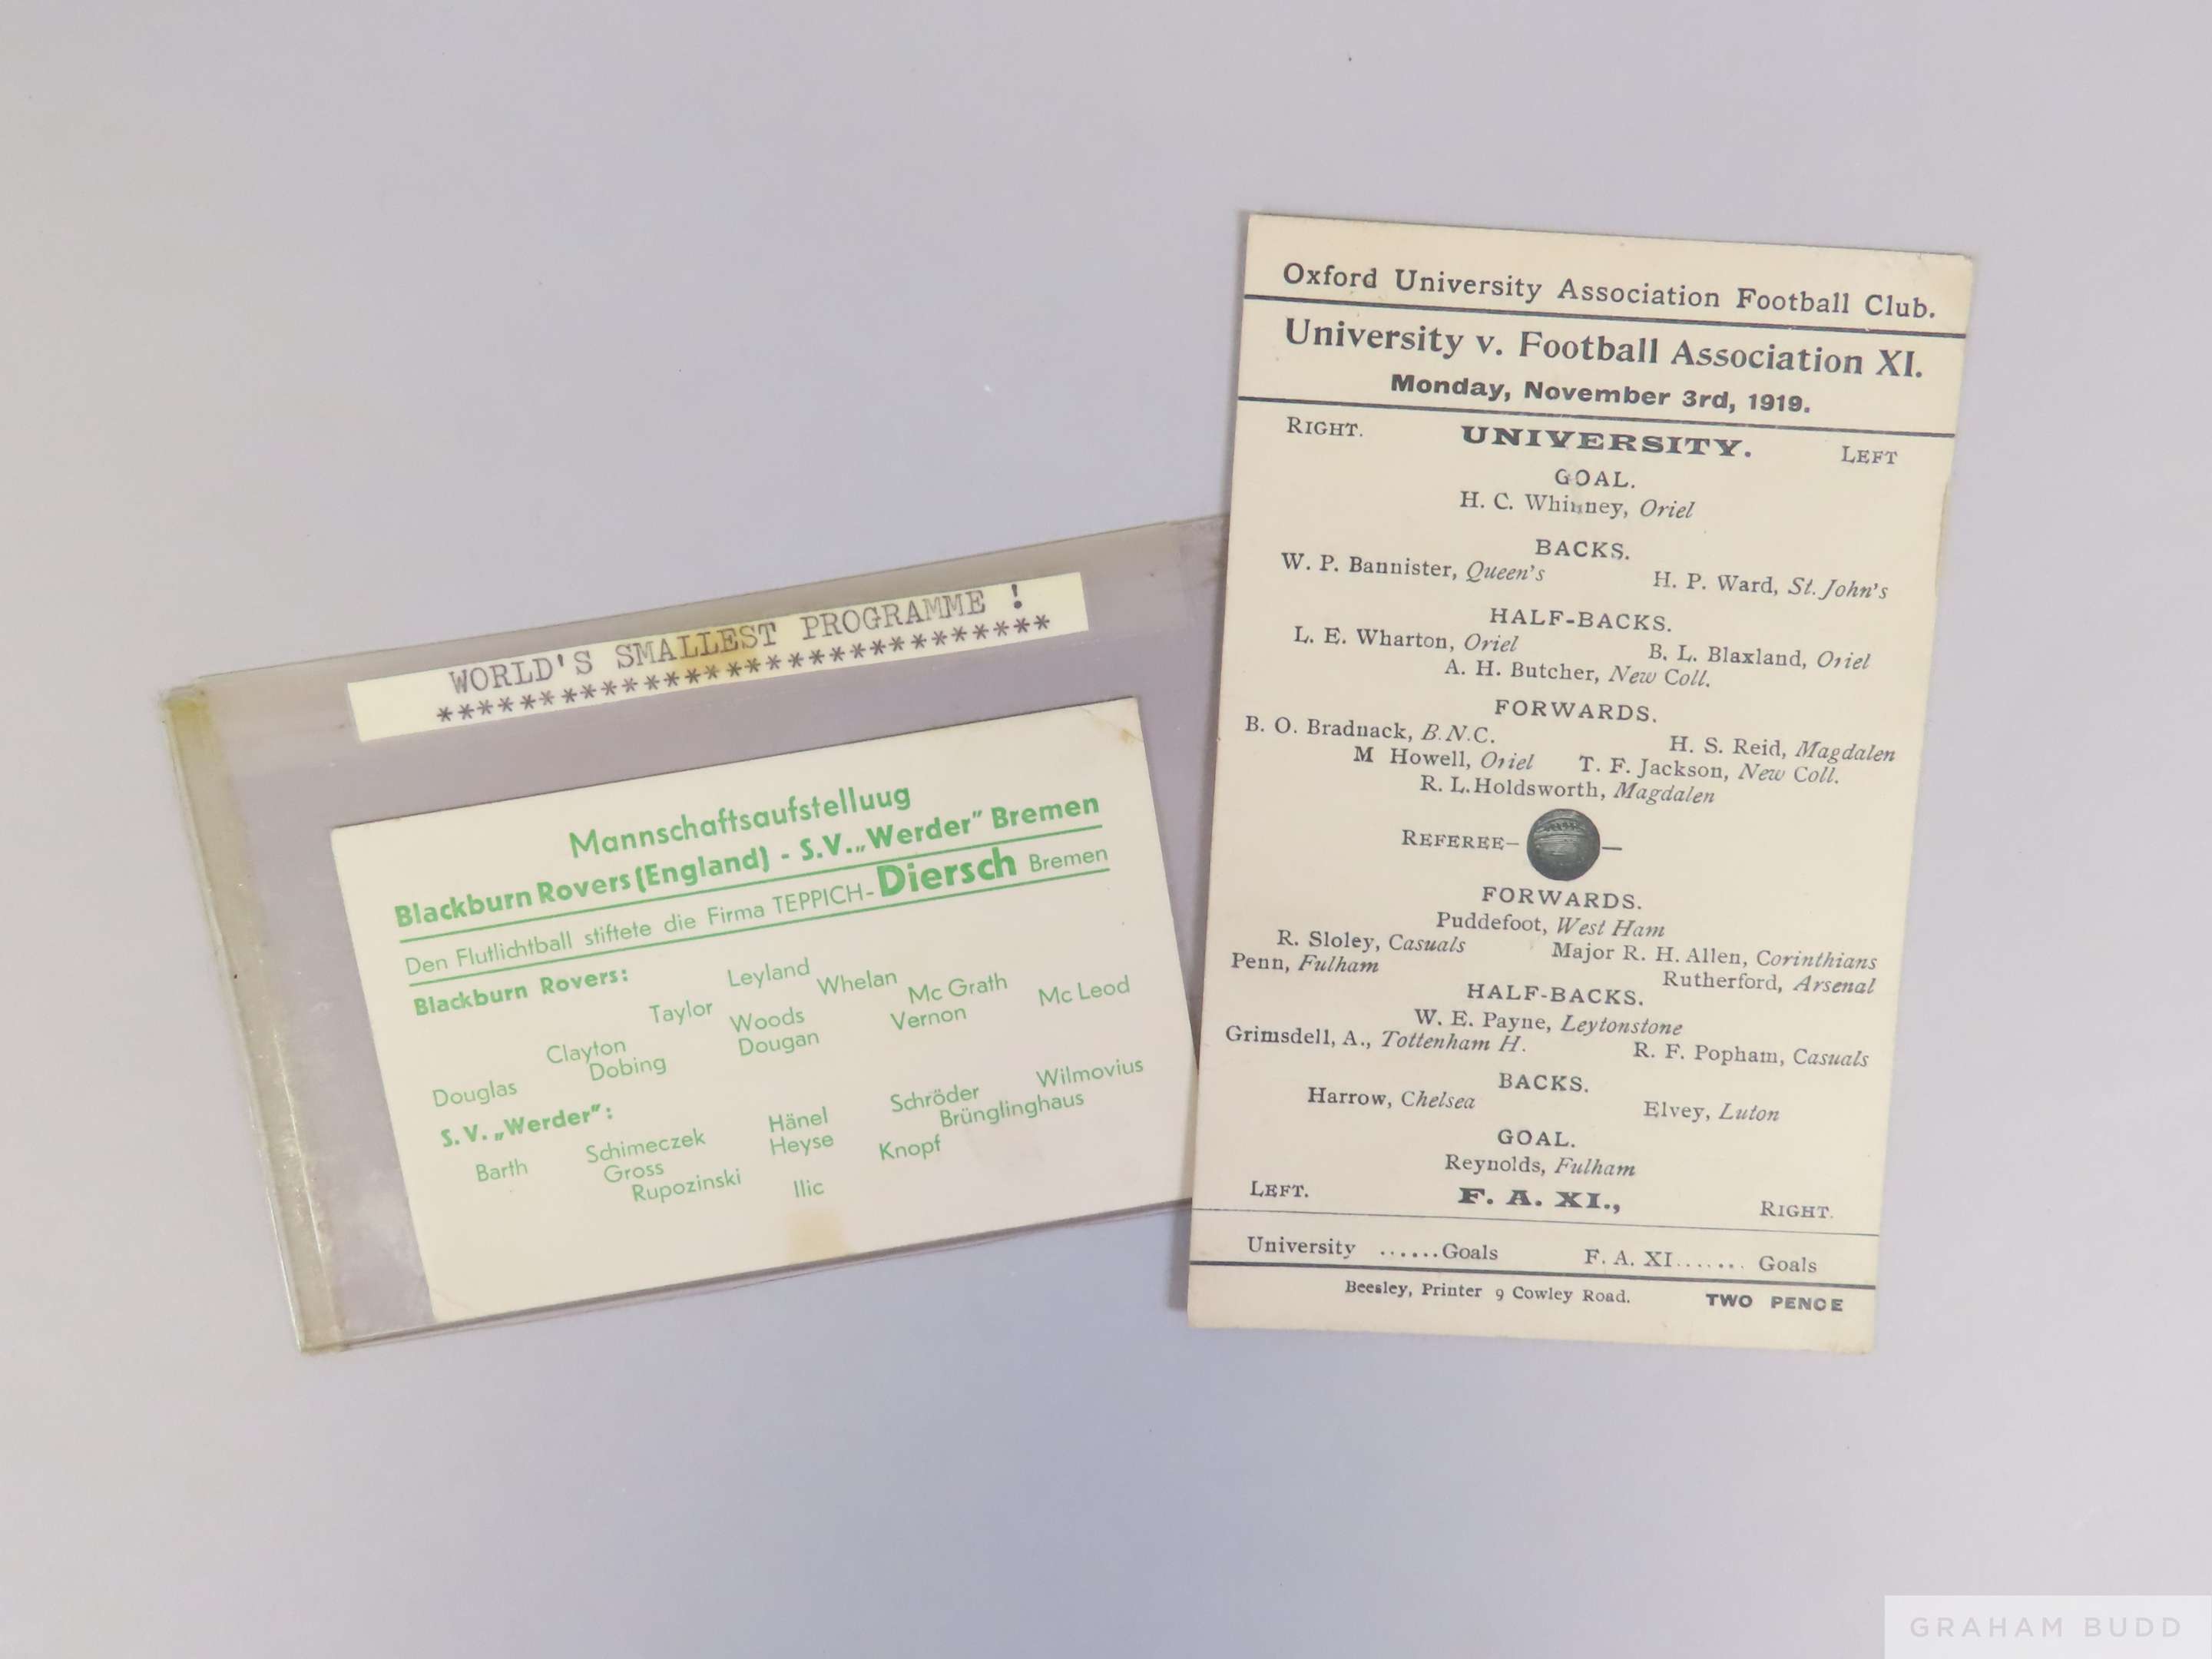 WORLD'S SMALLEST PROGRAMME !
*****************************
Mannschaftsaufstelluug
Blackburn Rovers (England) - S.V. „Werder" Bremen
Den Flutlichtball stiftete die Firma TEPPICH-Diersch Bremen
Blackburn Rovers:
Leyland
Taylor Whelan
Clayton Woods Mc Grath
Douglas Dobing Dougan Vernon Mc Leod
S.V. „Werder":
Barth Schimeczek Hänel Schröder Wilmovius
Gross Heyse Brünglinghaus
Rupozinski Knopf
Ilic
Oxford University Association Football Club.
University v. Football Association XI.
Monday, November 3rd, 1919.
RIGHT. UNIVERSITY. LEFT
GOAL.
H. C. Whinney, Oriel
BACKS.
W. P. Bannister, Queen's H. P. Ward, St. John's
HALF-BACKS.
L. E. Wharton, Oriel B. L. Blaxland, Oriel
A. H. Butcher, New Coll.
FORWARDS.
B. O. Bradnack, B.N.C. H. S. Reid, Magdalen
M Howell, Oriel T. F. Jackson, New Coll.
R. L. Holdsworth, Magdalen
REFEREE— —
FORWARDS.
Puddefoot, West Ham
R. Sloley, Casuals Major R. H. Allen, Corinthians
Penn, Fulham Rutherford, Arsenal
HALF-BACKS.
W. E. Payne, Leytonstone
Grimsdell, A., Tottenham H. R. F. Popham, Casuals
BACKS.
Harrow, Chelsea Elvey, Luton
GOAL.
Reynolds, Fulham
LEFT. F. A. XI., RIGHT.
University ......Goals F. A. XI....... Goals
Beesley, Printer 9 Cowley Road. TWO PENCE
GRAHAM BUDD